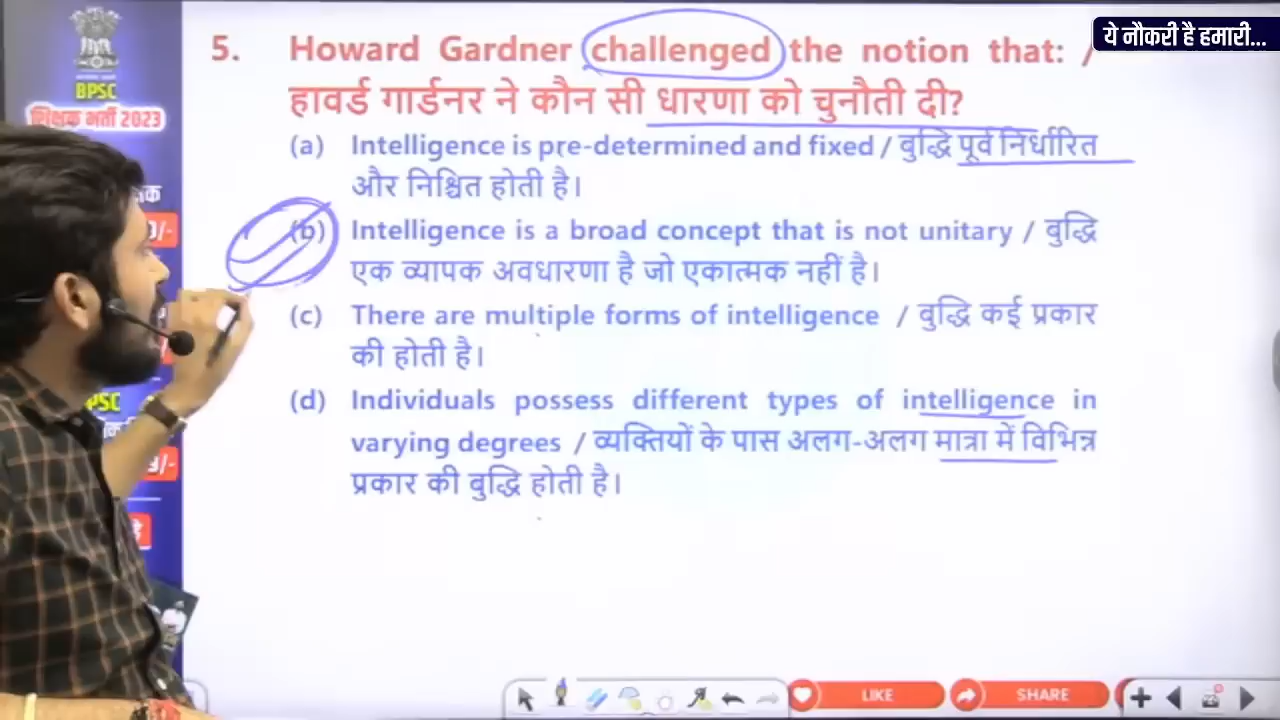 ये नौकरी है हमारी...
BPSC
शिक्षक भर्ती 2023
5. Howard Gardner challenged the notion that: /
हावर्ड गार्डनर ने कौन सी धारणा को चुनौती दी?
(a) Intelligence is pre-determined and fixed / बुद्धि पूर्व निर्धारित
और निश्चित होती है।
(b) Intelligence is a broad concept that is not unitary / बुद्धि
एक व्यापक अवधारणा है जो एकात्मक नहीं है।
(c) There are multiple forms of intelligence / बुद्धि कई प्रकार
की होती है।
(d) Individuals possess different types of intelligence in
varying degrees / व्यक्तियों के पास अलग-अलग मात्रा में विभिन्न
प्रकार की बुद्धि होती है।
LIKE
SHARE